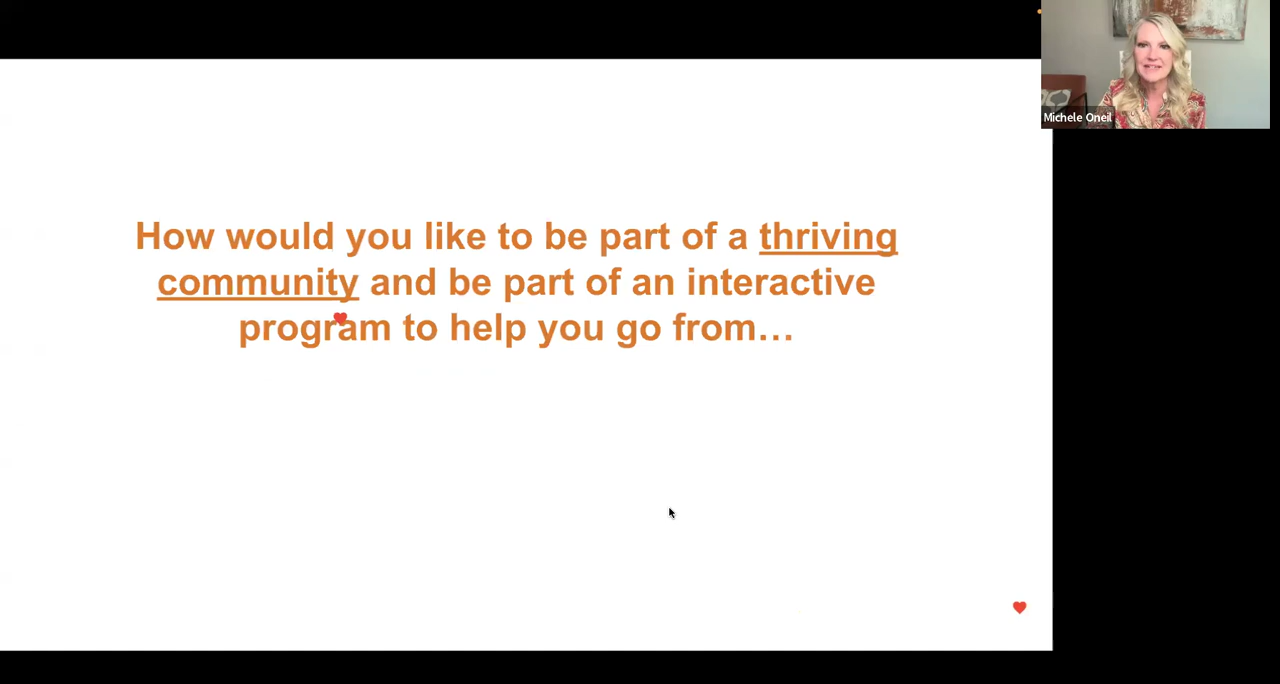 Michele Oneil
How would you like to be part of a thriving
community and be part of an interactive
program to help you go from…